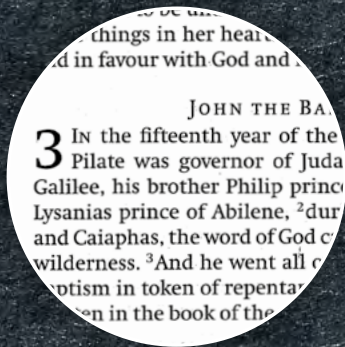 things in her heart
in favour with God and
JOHN THE BA
3 IN the fifteenth year of the
Pilate was governor of Juda
Galilee, his brother Philip princ
Lysanias prince of Abilene, ²dur
and Caiaphas, the word of God c
wilderness. ³And he went all
ptism in token of repentan
en in the book of the